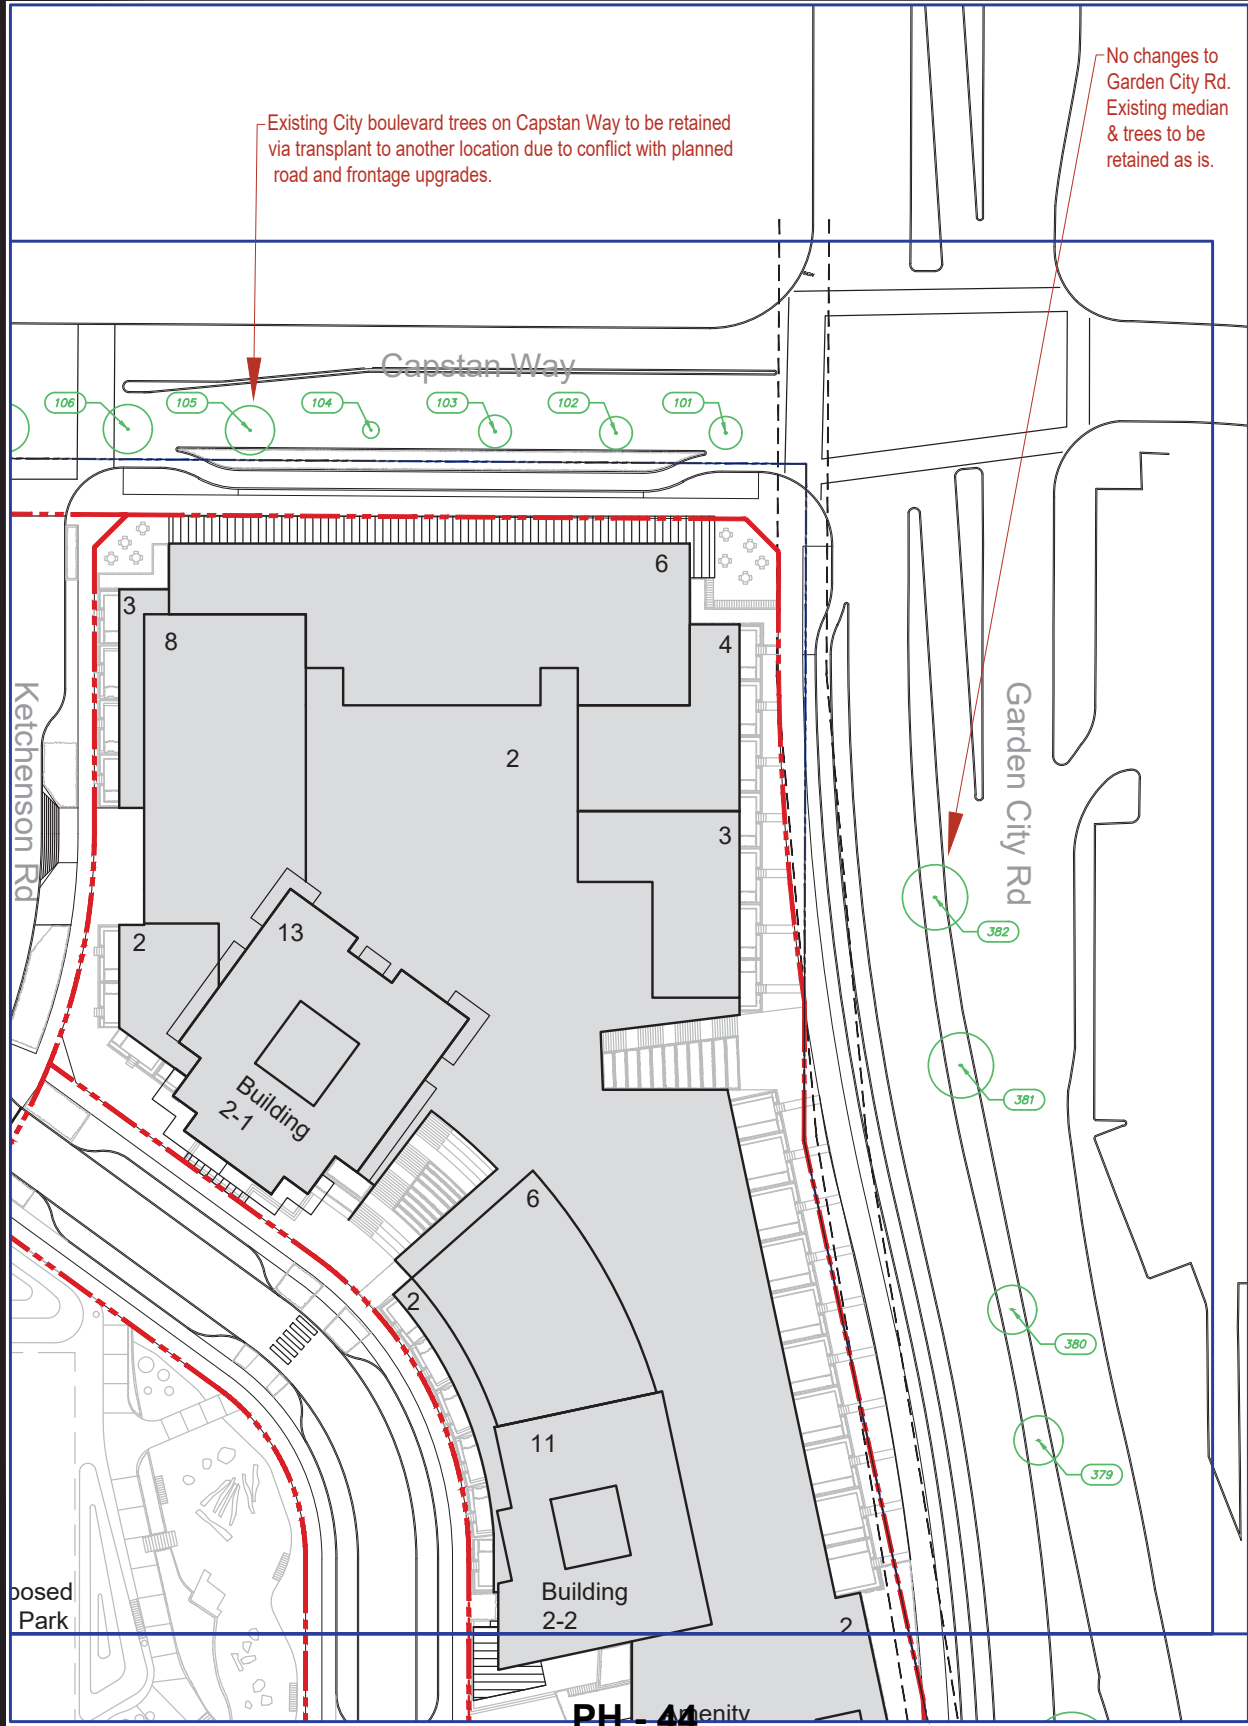 No changes to
Garden City Rd.
Existing median
& trees to be
retained as is.
Existing City boulevard trees on Capstan Way to be retained
via transplant to another location due to conflict with planned
road and frontage upgrades.
Capstan Way
106
105
104
103
102
101
6
3
8
4
2
Ketchenson Rd
Garden City Rd
3
382
13
2
381
Building
2-1
6
2
380
11
379
Building
2-2
posed
Park
2
PH - 44
Amenity